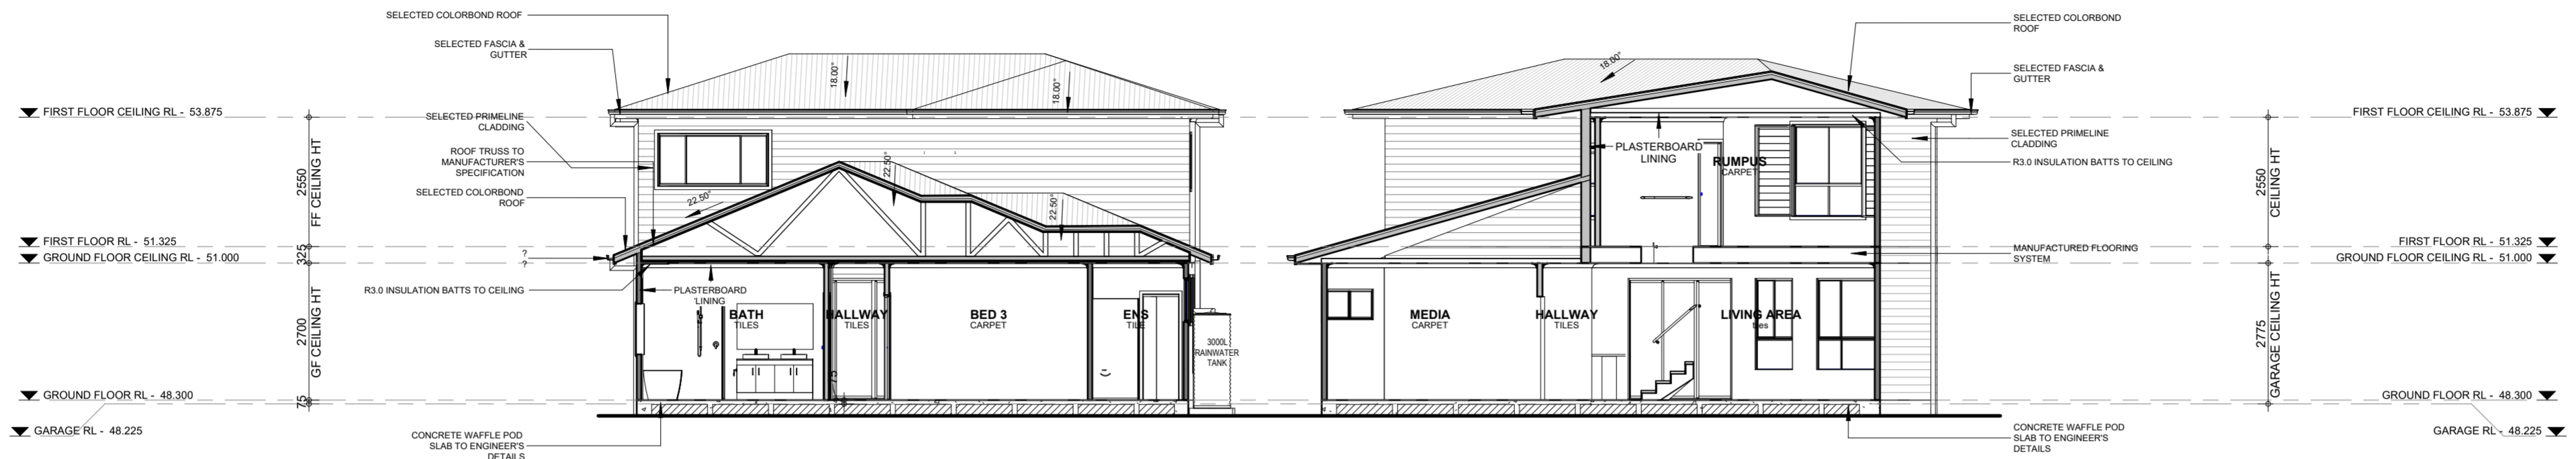 SELECTED COLORBOND ROOF
SELECTED FASCIA &
GUTTER
FIRST FLOOR CEILING RL - 53.875
SELECTED PRIMELINE
CLADDING
ROOF TRUSS TO
MANUFACTURER'S
SPECIFICATION
SELECTED COLORBOND
ROOF
2550
FF CEILING HT
FIRST FLOOR RL - 51.325
GROUND FLOOR CEILING RL - 51.000
325
?
?
R3.0 INSULATION BATTS TO CEILING
2700
GF CEILING HT
GROUND FLOOR RL - 48.300
75
GARAGE RL - 48.225
CONCRETE WAFFLE POD
SLAB TO ENGINEER'S
DETAILS
18.00°
18.00°
22.50°
22.50°
22.50°
PLASTERBOARD
LINING
BATH
TILES
HALLWAY
TILES
BED 3
CARPET
ENS
TILE
75
3000L
RAINWATER
TANK
18.00°
SELECTED COLORBOND
ROOF
SELECTED FASCIA &
GUTTER
FIRST FLOOR CEILING RL - 53.875
SELECTED PRIMELINE
CLADDING
PLASTERBOARD
LINING
RUMPUS
CARPET
R3.0 INSULATION BATTS TO CEILING
2550
CEILING HT
FIRST FLOOR RL - 51.325
MANUFACTURED FLOORING
SYSTEM
GROUND FLOOR CEILING RL - 51.000
MEDIA
CARPET
HALLWAY
TILES
LIVING AREA
tiles
2775
GARAGE CEILING HT
GROUND FLOOR RL - 48.300
GARAGE RL - 48.225
CONCRETE WAFFLE POD
SLAB TO ENGINEER'S
DETAILS